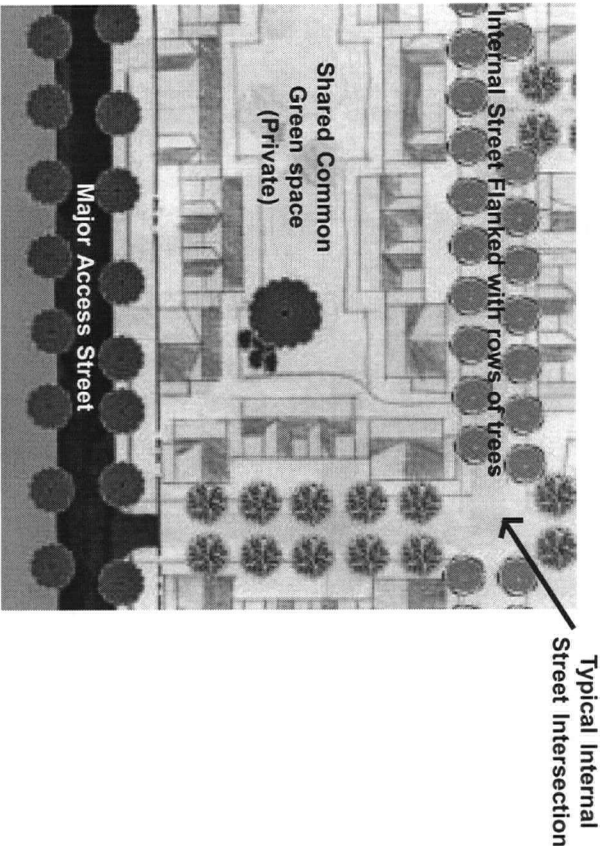 Internal Street Flanked with rows of trees
Shared Common
Green space
(Private)
Major Access Street
Typical Internal
Street Intersection